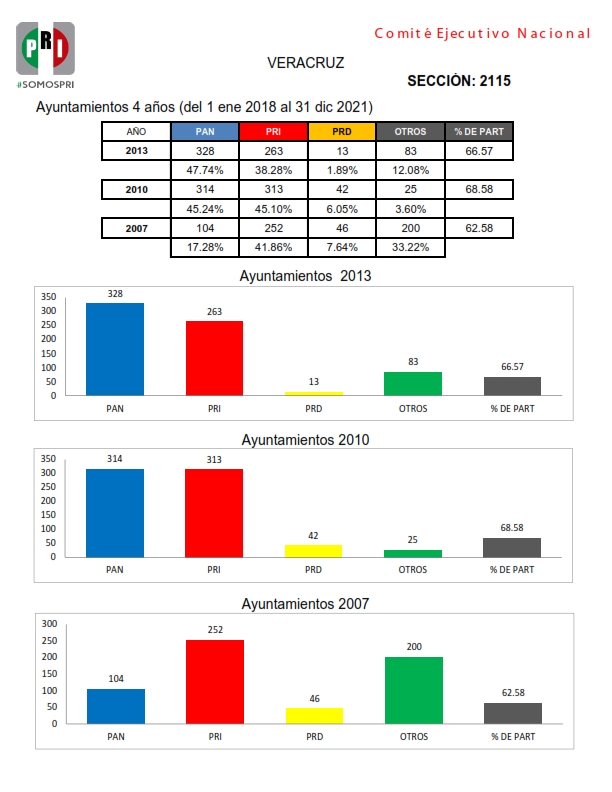 Comité Ejecutivo Nacional
PRI
#SOMOSPRI
VERACRUZ
SECCIÓN: 2115
Ayuntamientos 4 años (del 1 ene 2018 al 31 dic 2021)
AÑO PAN PRI PRD OTROS % DE PART
2013 328 263 13 83 66.57
47.74% 38.28% 1.89% 12.08%
2010 314 313 42 25 68.58
45.24% 45.10% 6.05% 3.60%
2007 104 252 46 200 62.58
17.28% 41.86% 7.64% 33.22%
Ayuntamientos 2013
350
300
250
200
150
100
50
0
328
263
13
83
66.57
PAN PRI PRD OTROS % DE PART
Ayuntamientos 2010
350
300
250
200
150
100
50
0
314
313
42
25
68.58
PAN PRI PRD OTROS % DE PART
Ayuntamientos 2007
300
250
200
150
100
50
0
104
252
46
200
62.58
PAN PRI PRD OTROS % DE PART